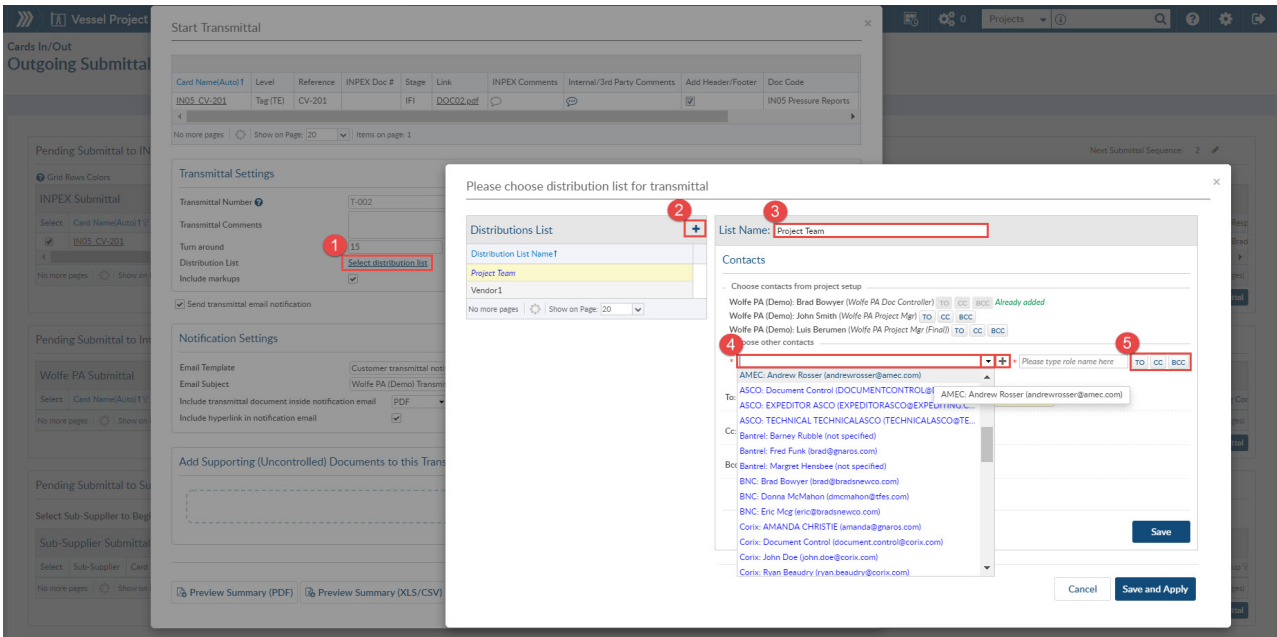 Vessel Project
0
Projects
Cards In/Out
Outgoing Submittal
Start Transmittal
Card Name(Auto)↑ Level Reference INPEX Doc # Stage Link INPEX Comments Internal/3rd Party Comments Add Header/Footer Doc Code
IN05_CV-201 Tag (TE) CV-201 IFI DOC02.pdf IN05 Pressure Reports
No more pages Show on Page: 20 Items on page: 1
Pending Submittal to IN
Next Submittal Sequence: 2
Grid Rows Colors
INPEX Submittal
Select Card Name(Auto)↑
IN05_CV-201
No more pages Show on
Transmittal Settings
Transmittal Number T-002
Transmittal Comments
Turn around 15
1
Distribution List Select distribution list
Include markups
Send transmittal email notification
Pending Submittal to In
Wolfe PA Submittal
Select Card Name(Auto)↑
No more pages Show on
Notification Settings
Email Template Customer transmittal noti
Email Subject Wolfe PA (Demo) Transmi
Include transmittal document inside notification email PDF
Include hyperlink in notification email
Add Supporting (Uncontrolled) Documents to this Trans
Pending Submittal to Su
Select Sub-Supplier to Begi
Sub-Supplier Submittal
Select Sub-Supplier Card
No more pages Show on
Preview Summary (PDF) Preview Summary (XLS/CSV)
Please choose distribution list for transmittal
2
3
Distributions List +
Distribution List Name↑
Project Team
Vendor1
No more pages Show on Page: 20
List Name: Project Team
Contacts
Choose contacts from project setup
Wolfe PA (Demo): Brad Bowyer (Wolfe PA Doc Controller) TO CC BCC Already added
Wolfe PA (Demo): John Smith (Wolfe PA Project Mgr) TO CC BCC
Wolfe PA (Demo): Luis Berumen (Wolfe PA Project Mgr (Final)) TO CC BCC
oose other contacts
4
5
* + * Please type role name here TO CC BCC
AMEC: Andrew Rosser (andrewrosser@amec.com)
ASCO: Document Control (DOCUMENTCONTROL@
AMEC: Andrew Rosser (andrewrosser@amec.com)
To:
ASCO: EXPEDITOR ASCO (EXPEDITORASCO@EXPEDITING.C...
ASCO: TECHNICAL TECHNICALASCO (TECHNICALASCO@TE...
Cc:
Bantrel: Barney Rubble (not specified)
Bantrel: Fred Funk (brad@gnaros.com)
Bcc
Bantrel: Margret Hensbee (not specified)
BNC: Brad Bowyer (brad@bradsnewco.com)
BNC: Donna McMahon (dmcmahon@tfes.com)
BNC: Eric Mcg (eric@bradsnewco.com)
Corix: AMANDA CHRISTIE (amanda@gnaros.com)
Corix: Document Control (document.control@corix.com)
Corix: John Doe (john.doe@corix.com)
Corix: Ryan Beaudry (ryan.beaudry@corix.com)
Save
Cancel Save and Apply